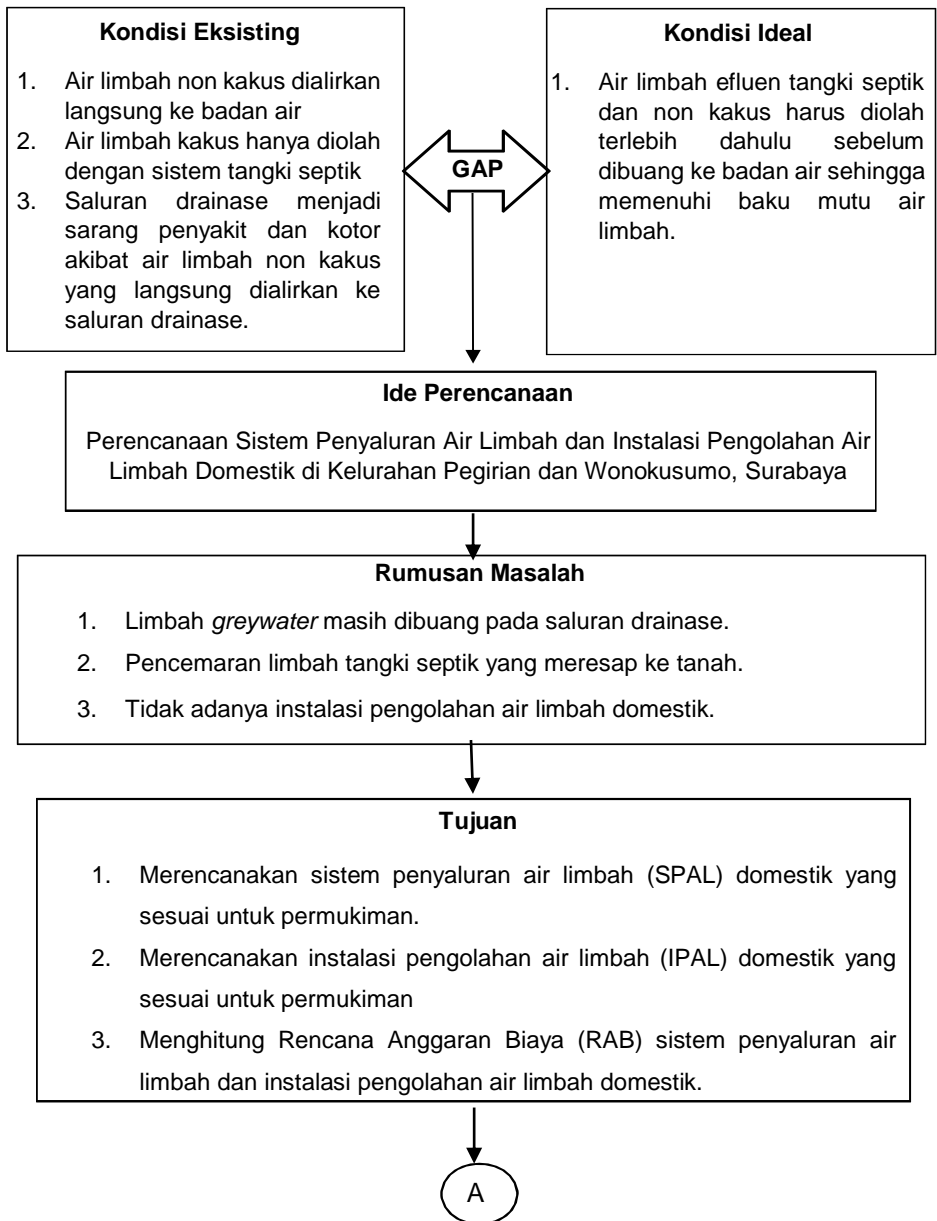 Kondisi Eksisting
1. Air limbah non kakus dialirkan
langsung ke badan air
2. Air limbah kakus hanya diolah
dengan sistem tangki septik
3. Saluran drainase menjadi
sarang penyakit dan kotor
akibat air limbah non kakus
yang langsung dialirkan ke
saluran drainase.
GAP
Kondisi Ideal
1. Air limbah efluen tangki septik
dan non kakus harus diolah
terlebih dahulu sebelum
dibuang ke badan air sehingga
memenuhi baku mutu air
limbah.
Ide Perencanaan
Perencanaan Sistem Penyaluran Air Limbah dan Instalasi Pengolahan Air
Limbah Domestik di Kelurahan Pegirian dan Wonokusumo, Surabaya
Rumusan Masalah
1. Limbah greywater masih dibuang pada saluran drainase.
2. Pencemaran limbah tangki septik yang meresap ke tanah.
3. Tidak adanya instalasi pengolahan air limbah domestik.
Tujuan
1. Merencanakan sistem penyaluran air limbah (SPAL) domestik yang
sesuai untuk permukiman.
2. Merencanakan instalasi pengolahan air limbah (IPAL) domestik yang
sesuai untuk permukiman
3. Menghitung Rencana Anggaran Biaya (RAB) sistem penyaluran air
limbah dan instalasi pengolahan air limbah domestik.
A